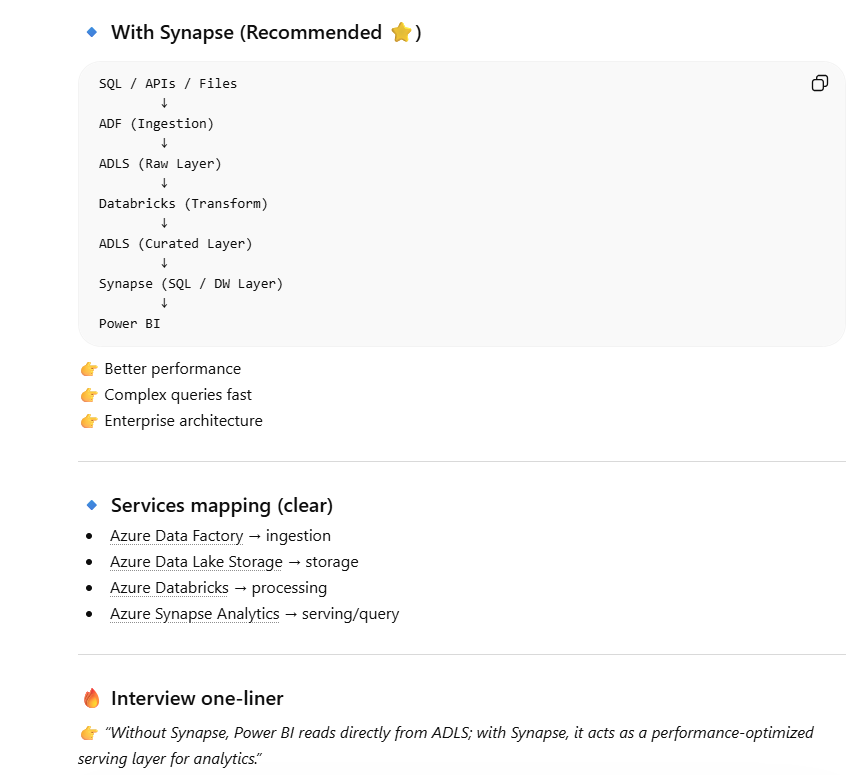 🔹 With Synapse (Recommended ⭐)
SQL / APIs / Files
↓
ADF (Ingestion)
↓
ADLS (Raw Layer)
↓
Databricks (Transform)
↓
ADLS (Curated Layer)
↓
Synapse (SQL / DW Layer)
↓
Power BI
👉 Better performance
👉 Complex queries fast
👉 Enterprise architecture
🔹 Services mapping (clear)
• Azure Data Factory → ingestion
• Azure Data Lake Storage → storage
• Azure Databricks → processing
• Azure Synapse Analytics → serving/query
🔥 Interview one-liner
👉 “Without Synapse, Power BI reads directly from ADLS; with Synapse, it acts as a performance-optimized
serving layer for analytics.”